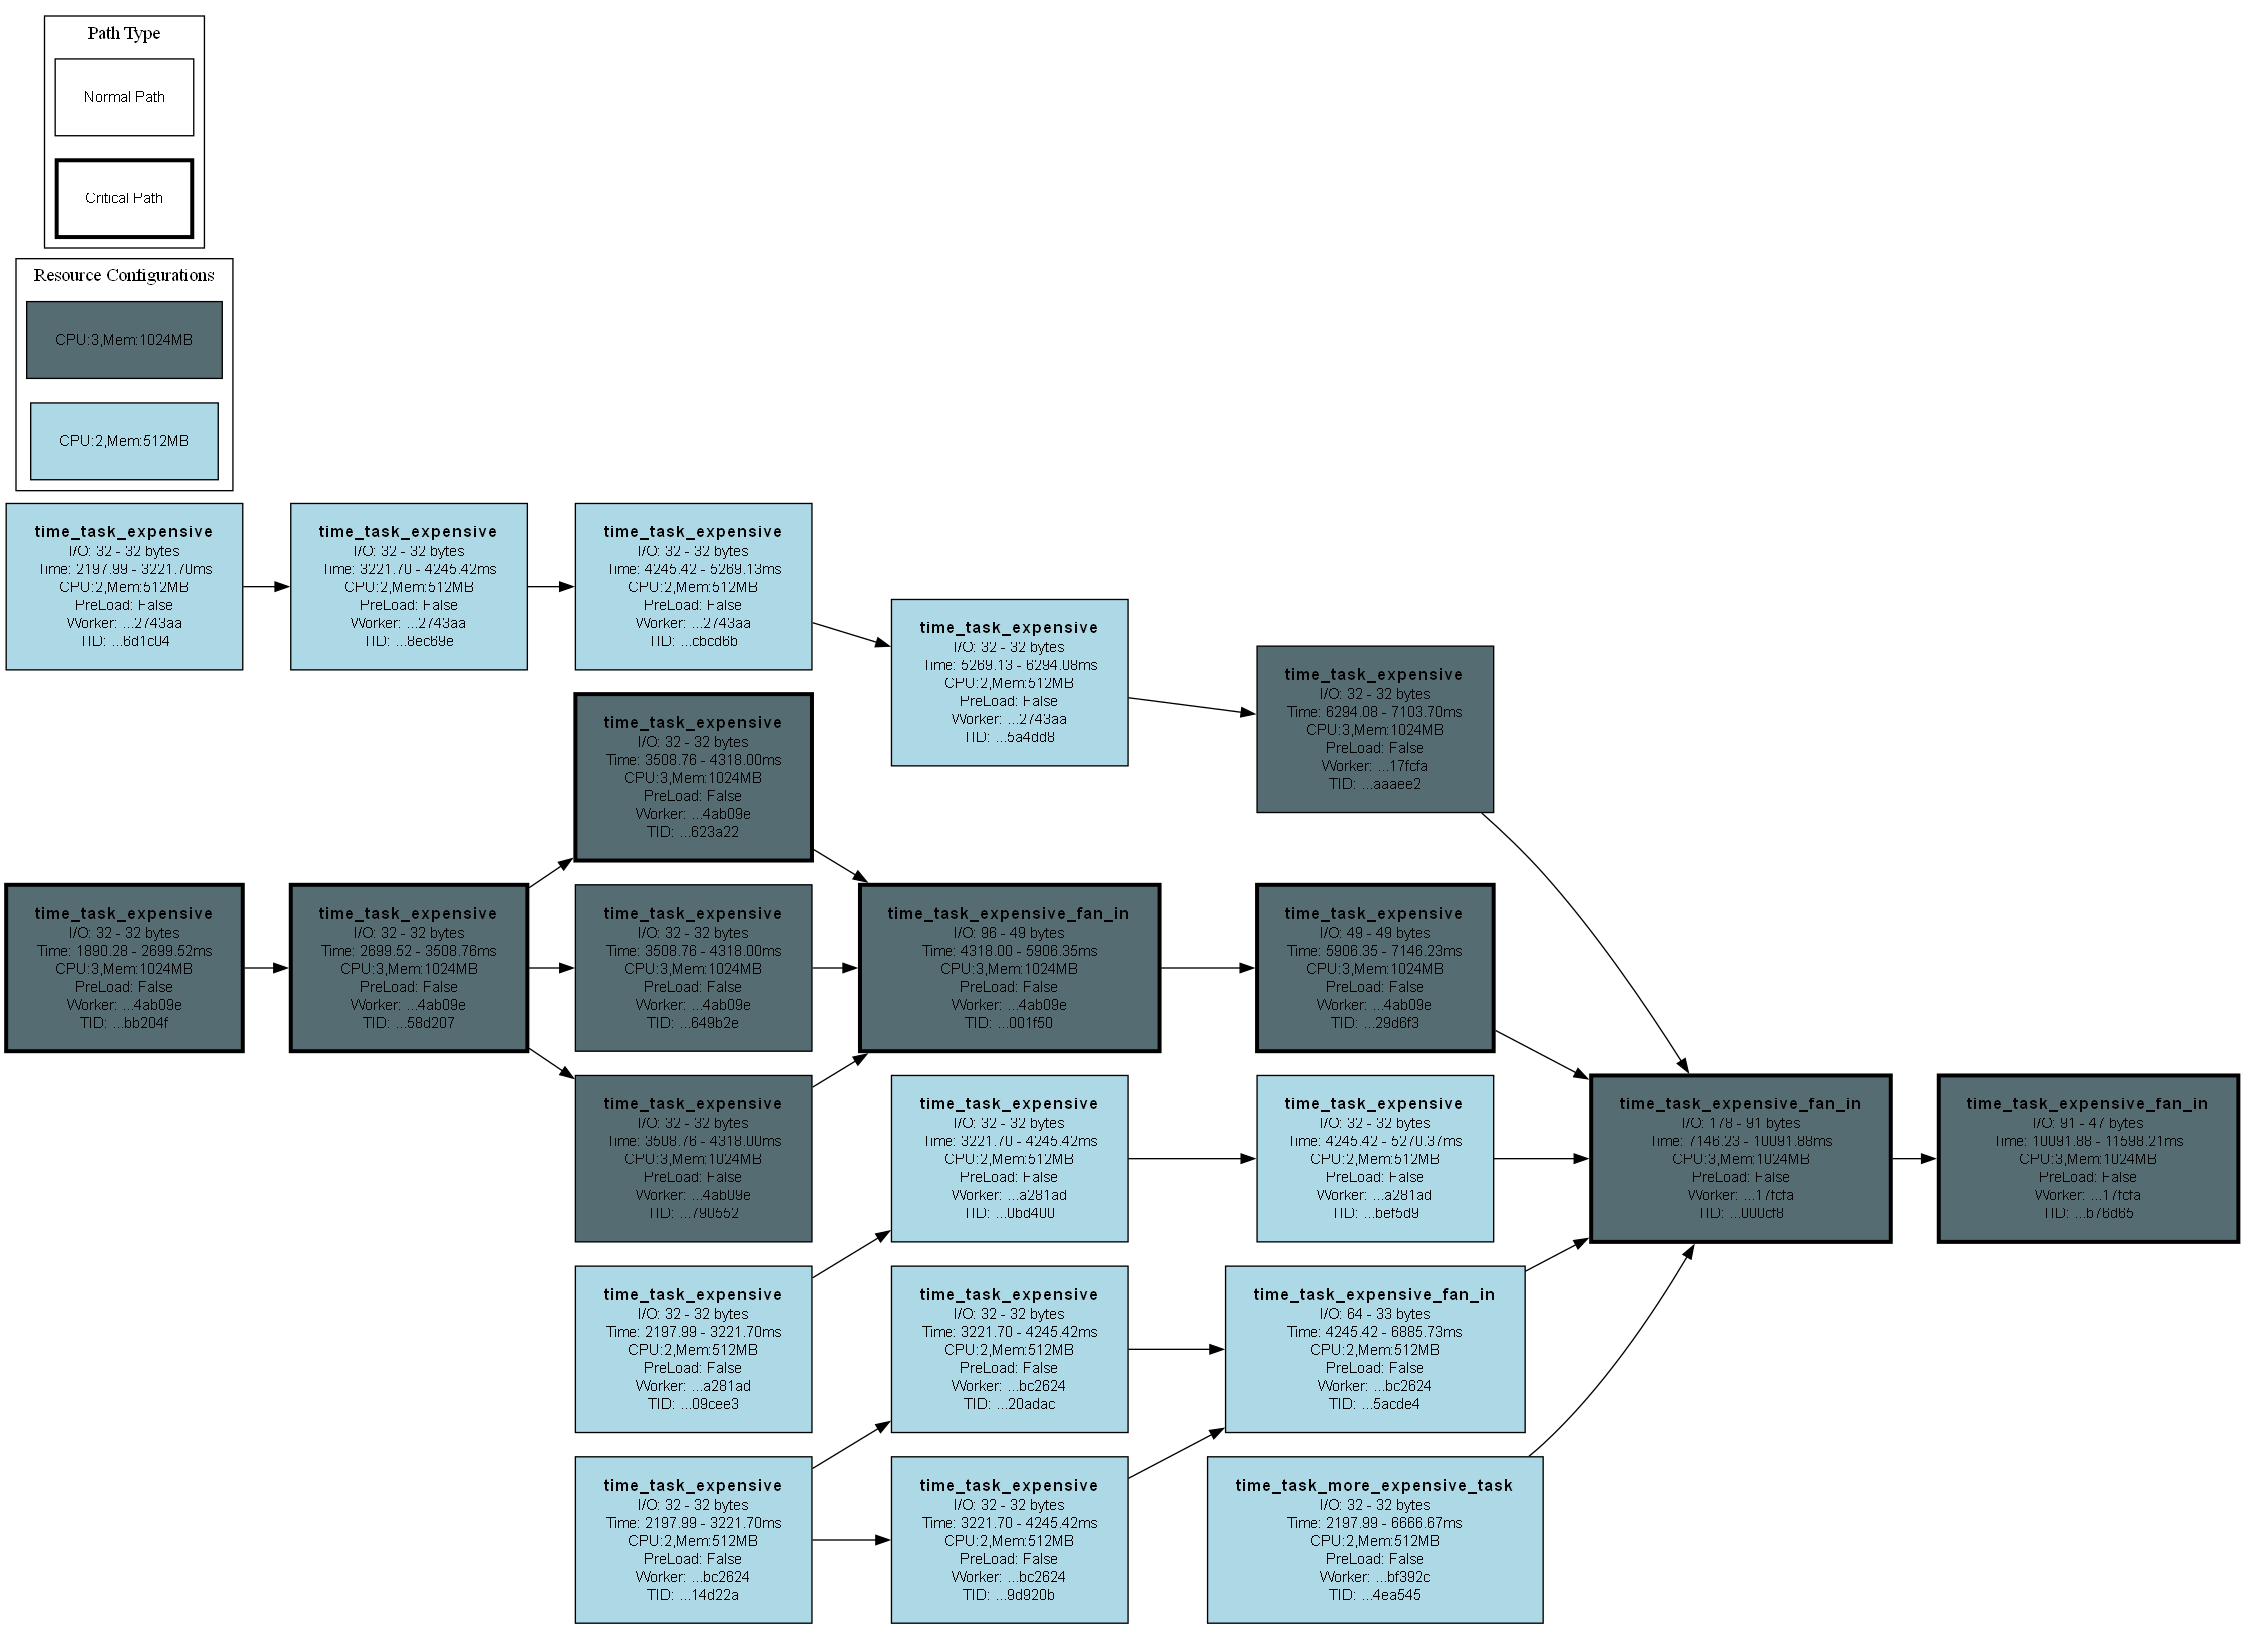 Path Type
Normal Path
Critical Path
Resource Configurations
CPU:3,Mem:1024MB
CPU:2,Mem:512MB
time_task_expensive
I/O: 32 - 32 bytes
Time: 2197.99 - 3221.70ms
CPU:2,Mem:512MB
PreLoad: False
Worker: ...2743aa
TID: ...6d1c04
time_task_expensive
I/O: 32 - 32 bytes
Time: 3221.70 - 4245.42ms
CPU:2,Mem:512MB
PreLoad: False
Worker: ...2743aa
TID: ...8ec69e
time_task_expensive
I/O: 32 - 32 bytes
Time: 4245.42 - 5269.13ms
CPU:2,Mem:512MB
PreLoad: False
Worker: ...2743aa
TID: ...cbcd6b
time_task_expensive
I/O: 32 - 32 bytes
Time: 5269.13 - 6294.08ms
CPU:2,Mem:512MB
PreLoad: False
Worker: ...2743aa
TID: ...5a4dd8
time_task_expensive
I/O: 32 - 32 bytes
Time: 6294.08 - 7103.70ms
CPU:3,Mem:1024MB
PreLoad: False
Worker: ...17fcfa
TID: ...aaaee2
time_task_expensive
I/O: 32 - 32 bytes
Time: 3508.76 - 4318.00ms
CPU:3,Mem:1024MB
PreLoad: False
Worker: ...4ab09e
TID: ...623a22
time_task_expensive
I/O: 32 - 32 bytes
Time: 1890.28 - 2699.52ms
CPU:3,Mem:1024MB
PreLoad: False
Worker: ...4ab09e
TID: ...bb204f
time_task_expensive
I/O: 32 - 32 bytes
Time: 2699.52 - 3508.76ms
CPU:3,Mem:1024MB
PreLoad: False
Worker: ...4ab09e
TID: ...58d207
time_task_expensive
I/O: 32 - 32 bytes
Time: 3508.76 - 4318.00ms
CPU:3,Mem:1024MB
PreLoad: False
Worker: ...4ab09e
TID: ...649b2e
time_task_expensive_fan_in
I/O: 96 - 49 bytes
Time: 4318.00 - 5906.35ms
CPU:3,Mem:1024MB
PreLoad: False
Worker: ...4ab09e
TID: ...001f50
time_task_expensive
I/O: 49 - 49 bytes
Time: 5906.35 - 7146.23ms
CPU:3,Mem:1024MB
PreLoad: False
Worker: ...4ab09e
TID: ...29d6f3
time_task_expensive
I/O: 32 - 32 bytes
Time: 3508.76 - 4318.00ms
CPU:3,Mem:1024MB
PreLoad: False
Worker: ...4ab09e
TID: ...790552
time_task_expensive
I/O: 32 - 32 bytes
Time: 3221.70 - 4245.42ms
CPU:2,Mem:512MB
PreLoad: False
Worker: ...a281ad
TID: ...0bd400
time_task_expensive
I/O: 32 - 32 bytes
Time: 4245.42 - 5270.37ms
CPU:2,Mem:512MB
PreLoad: False
Worker: ...a281ad
TID: ...bef5d9
time_task_expensive_fan_in
I/O: 178 - 91 bytes
Time: 7146.23 - 10091.88ms
CPU:3,Mem:1024MB
PreLoad: False
Worker: ...17fcfa
TID: ...000cf8
time_task_expensive_fan_in
I/O: 91 - 47 bytes
Time: 10091.88 - 11598.21ms
CPU:3,Mem:1024MB
PreLoad: False
Worker: ...17fcfa
TID: ...b76d65
time_task_expensive
I/O: 32 - 32 bytes
Time: 2197.99 - 3221.70ms
CPU:2,Mem:512MB
PreLoad: False
Worker: ...a281ad
TID: ...09cee3
time_task_expensive
I/O: 32 - 32 bytes
Time: 3221.70 - 4245.42ms
CPU:2,Mem:512MB
PreLoad: False
Worker: ...bc2624
TID: ...20adac
time_task_expensive_fan_in
I/O: 64 - 33 bytes
Time: 4245.42 - 6885.73ms
CPU:2,Mem:512MB
PreLoad: False
Worker: ...bc2624
TID: ...5acde4
time_task_expensive
I/O: 32 - 32 bytes
Time: 2197.99 - 3221.70ms
CPU:2,Mem:512MB
PreLoad: False
Worker: ...bc2624
TID: ...14d22a
time_task_expensive
I/O: 32 - 32 bytes
Time: 3221.70 - 4245.42ms
CPU:2,Mem:512MB
PreLoad: False
Worker: ...bc2624
TID: ...9d920b
time_task_more_expensive_task
I/O: 32 - 32 bytes
Time: 2197.99 - 6666.67ms
CPU:2,Mem:512MB
PreLoad: False
Worker: ...bf392c
TID: ...4ea545